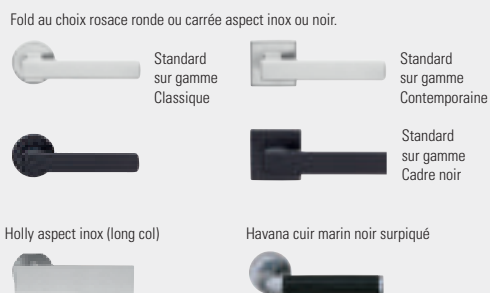 Fold au choix rosace ronde ou carrée aspect inox ou noir.
Standard
sur gamme
Classique
Standard
sur gamme
Contemporaine
Standard
sur gamme
Cadre noir
Holly aspect inox (long col)
Havana cuir marin noir surpiqué